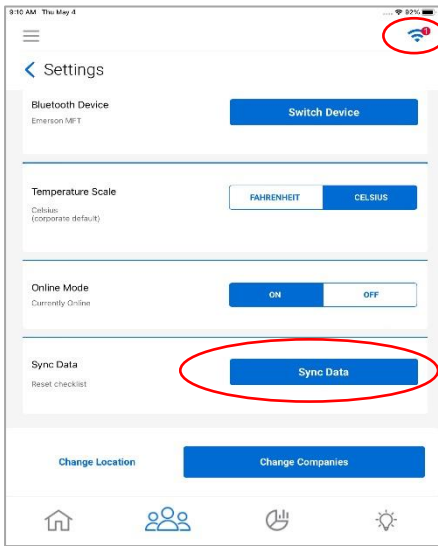 9:10 AM Thu May 4
92%
1
Settings
Bluetooth Device
Emerson MFT
Switch Device
Temperature Scale
Celsius
(corporate default)
FAHRENHEIT
CELSIUS
Online Mode
Currently Online
ON
OFF
Sync Data
Reset checklist
Sync Data
Change Location
Change Companies